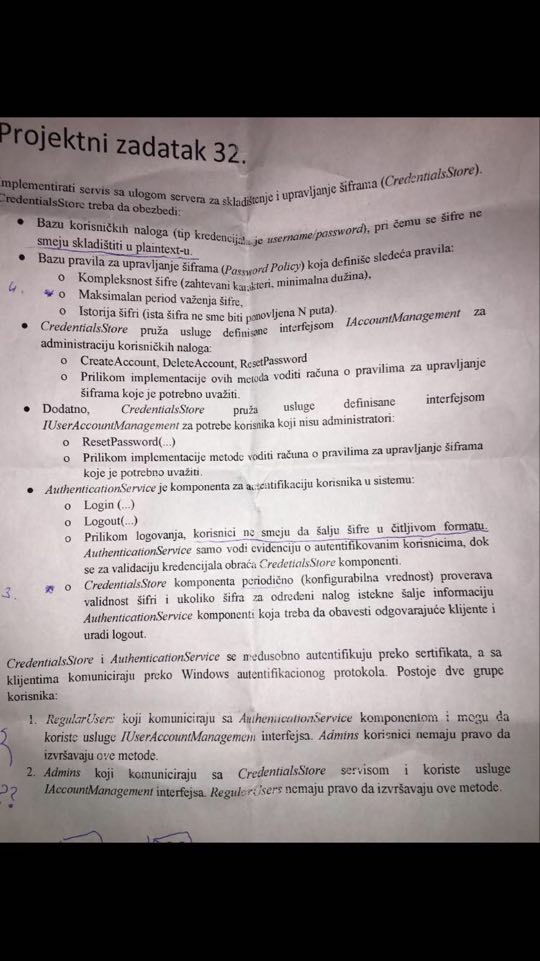 Projektni zadatak 32.
Implementirati servis sa ulogom servera za skladištenje i upravljanje šiframa (CredentialsStore).
CredentialsStore treba da obezbedi:
• Bazu korisničkih naloga (tip kredencijala je username/password), pri čemu se šifre ne
smeju skladištiti u plaintext-u.
• Bazu pravila za upravljanje šiframa (Password Policy) koja definiše sledeća pravila:
o Kompleksnost šifre (zahtevani karakteri, minimalna dužina),
4. * o Maksimalan period važenja šifre,
o Istorija šifri (ista šifra ne sme biti ponovljena N puta).
• CredentialsStore pruža usluge definisane interfejsom IAccountManagement za
administraciju korisničkih naloga:
o CreateAccount, DeleteAccount, ResetPassword
o Prilikom implementacije ovih metoda voditi računa o pravilima za upravljanje
šiframa koje je potrebno uvažiti.
• Dodatno, CredentialsStore pruža usluge definisane interfejsom
IUserAccountManagement za potrebe korisnika koji nisu administratori:
o ResetPassword(...)
o Prilikom implementacije metode voditi računa o pravilima za upravljanje šiframa
koje je potrebno uvažiti.
• AuthenticationService je komponenta za autentifikaciju korisnika u sistemu:
o Login (...)
o Logout(...)
o Prilikom logovanja, korisnici ne smeju da šalju šifre u čitljivom formatu.
AuthenticationService samo vodi evidenciju o autentifikovanim korisnicima, dok
se za validaciju kredencijala obraća CredetialsStore komponenti.
3. * o CredentialsStore komponenta periodično (konfigurabilna vrednost) proverava
validnost šifri i ukoliko šifra za određeni nalog istekne šalje informaciju
AuthenticationService komponenti koja treba da obavesti odgovarajuće klijente i
uradi logout.
CredentialsStore i AuthenticationService se međusobno autentifikuju preko sertifikata, a sa
klijentima komuniciraju preko Windows autentifikacionog protokola. Postoje dve grupe
korisnika:
1. RegularUsers koji komuniciraju sa AuthenticationService komponentom i mogu da
koriste usluge IUserAccountManagement interfejsa. Admins korisnici nemaju pravo da
izvršavaju ove metode.
2. Admins koji komuniciraju sa CredentialsStore servisom i koriste usluge
?? IAccountManagement interfejsa. RegularUsers nemaju pravo da izvršavaju ove metode.